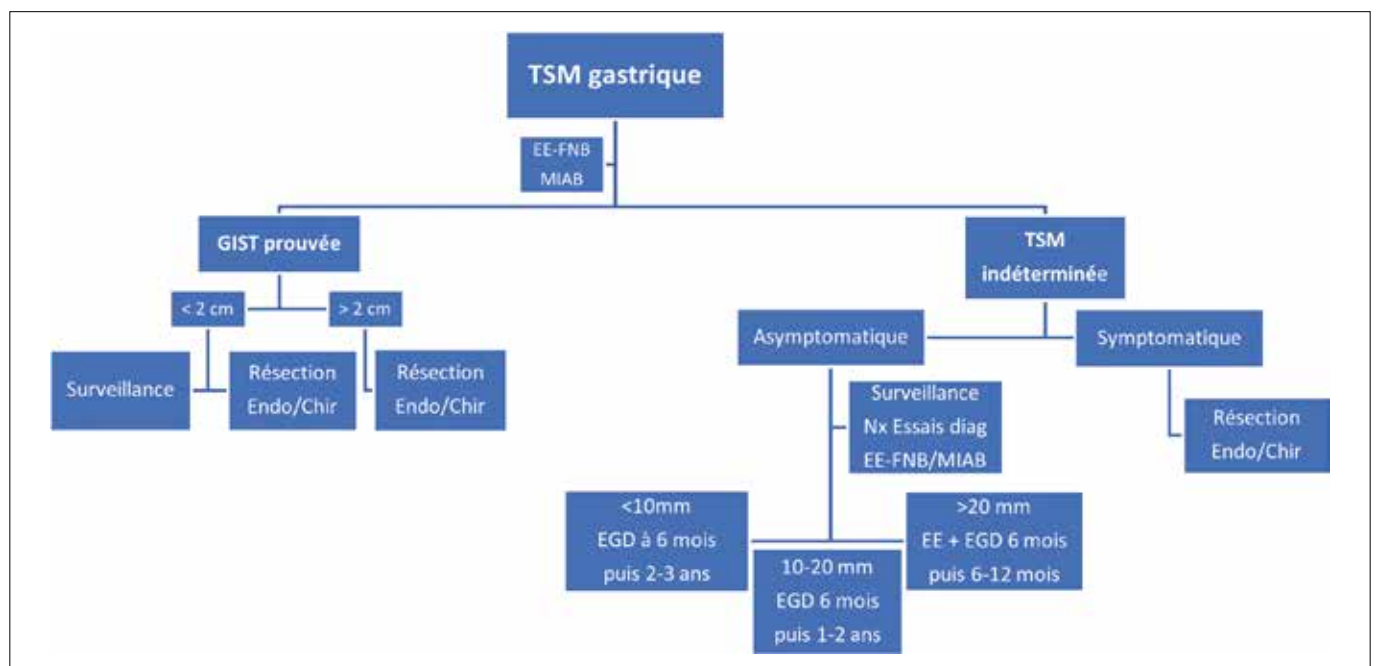 TSM gastrique
EE-FNB
MIAB
GIST prouvée
TSM
indéterminée
< 2 cm
> 2 cm
Asymptomatique
Symptomatique
Surveillance
Résection
Endo/Chir
Résection
Endo/Chir
Surveillance
Nx Essais diag
EE-FNB/MIAB
Résection
Endo/Chir
<10mm
EGD à 6 mois
puis 2-3 ans
10-20 mm
EGD 6 mois
puis 1-2 ans
>20 mm
EE + EGD 6 mois
puis 6-12 mois